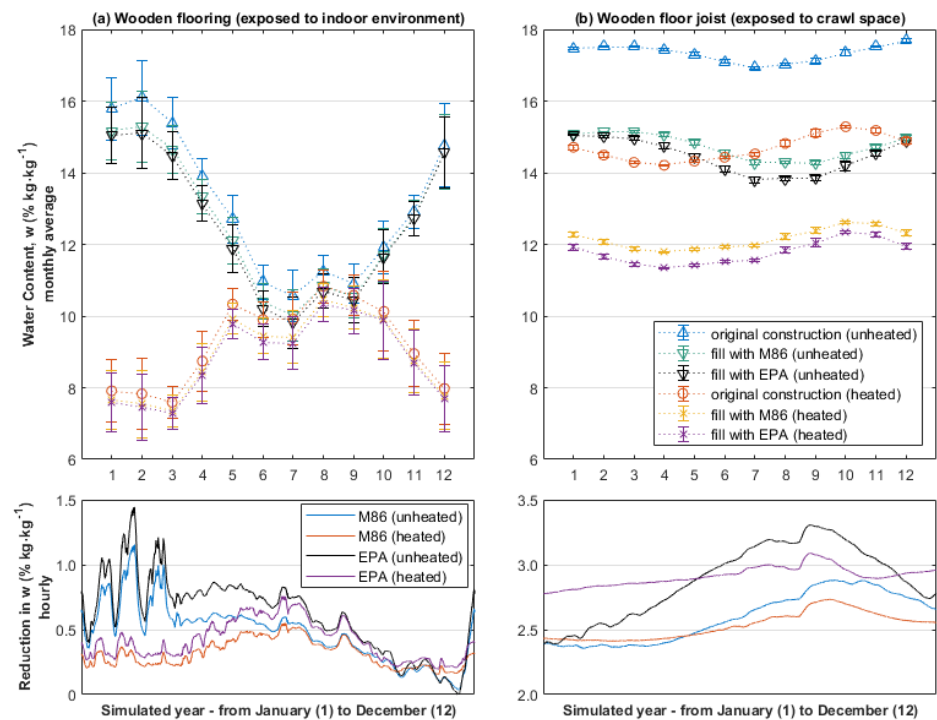 (a) Wooden flooring (exposed to indoor environment)
(b) Wooden floor joist (exposed to crawl space)
Water Content, w (% kg·kg-1)
monthly average
18
16
14
12
10
8
6
1 2 3 4 5 6 7 8 9 10 11 12
18
16
14
12
10
8
6
1 2 3 4 5 6 7 8 9 10 11 12
original construction (unheated)
fill with M86 (unheated)
fill with EPA (unheated)
original construction (heated)
fill with M86 (heated)
fill with EPA (heated)
Reduction in w (% kg·kg-1)
hourly
1.5
1.0
0.5
0
M86 (unheated)
M86 (heated)
EPA (unheated)
EPA (heated)
3.5
3.0
2.5
2.0
Simulated year - from January (1) to December (12)
Simulated year - from January (1) to December (12)